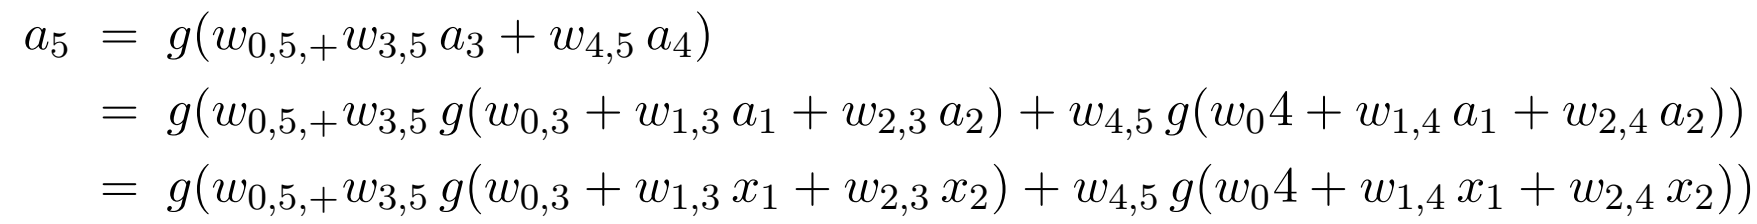 a_5 = g(w_{0,5,+}w_{3,5} a_3 + w_{4,5} a_4)
= g(w_{0,5,+}w_{3,5} g(w_{0,3} + w_{1,3} a_1 + w_{2,3} a_2) + w_{4,5} g(w_0 4 + w_{1,4} a_1 + w_{2,4} a_2))
= g(w_{0,5,+}w_{3,5} g(w_{0,3} + w_{1,3} x_1 + w_{2,3} x_2) + w_{4,5} g(w_0 4 + w_{1,4} x_1 + w_{2,4} x_2))